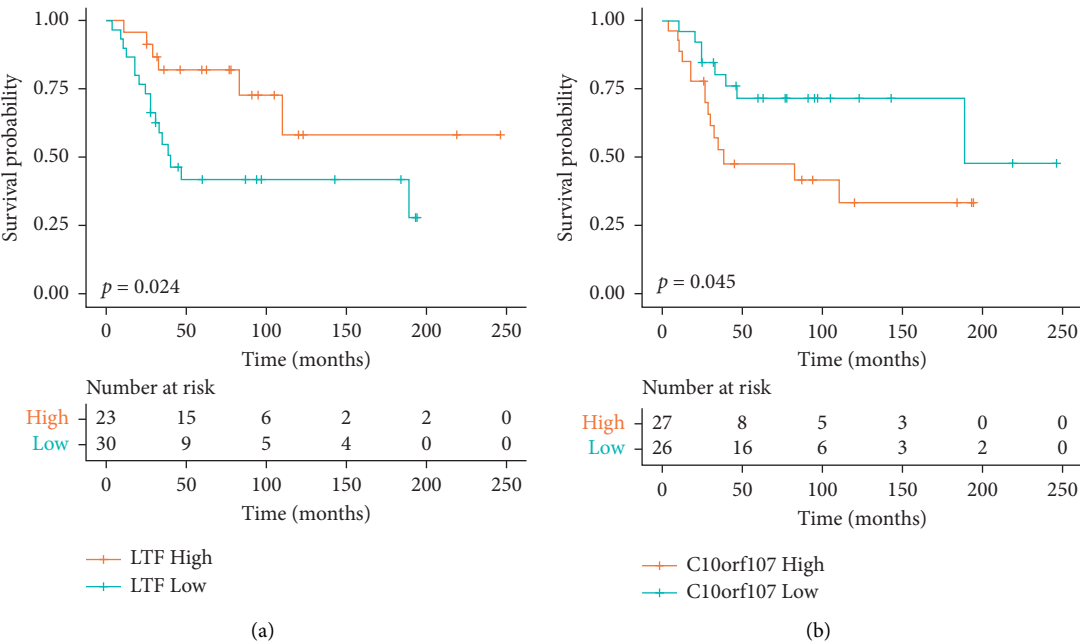 Survival probability
1.00
0.75
0.50
0.25
0.00
p = 0.024
0 50 100 150 200 250
Time (months)
Number at risk
High 23 15 6 2 2 0
Low 30 9 5 4 0 0
0 50 100 150 200 250
Time (months)
LTF High
LTF Low
(a)
Survival probability
1.00
0.75
0.50
0.25
0.00
p = 0.045
0 50 100 150 200 250
Time (months)
Number at risk
High 27 8 5 3 0 0
Low 26 16 6 3 2 0
0 50 100 150 200 250
Time (months)
C10orf107 High
C10orf107 Low
(b)